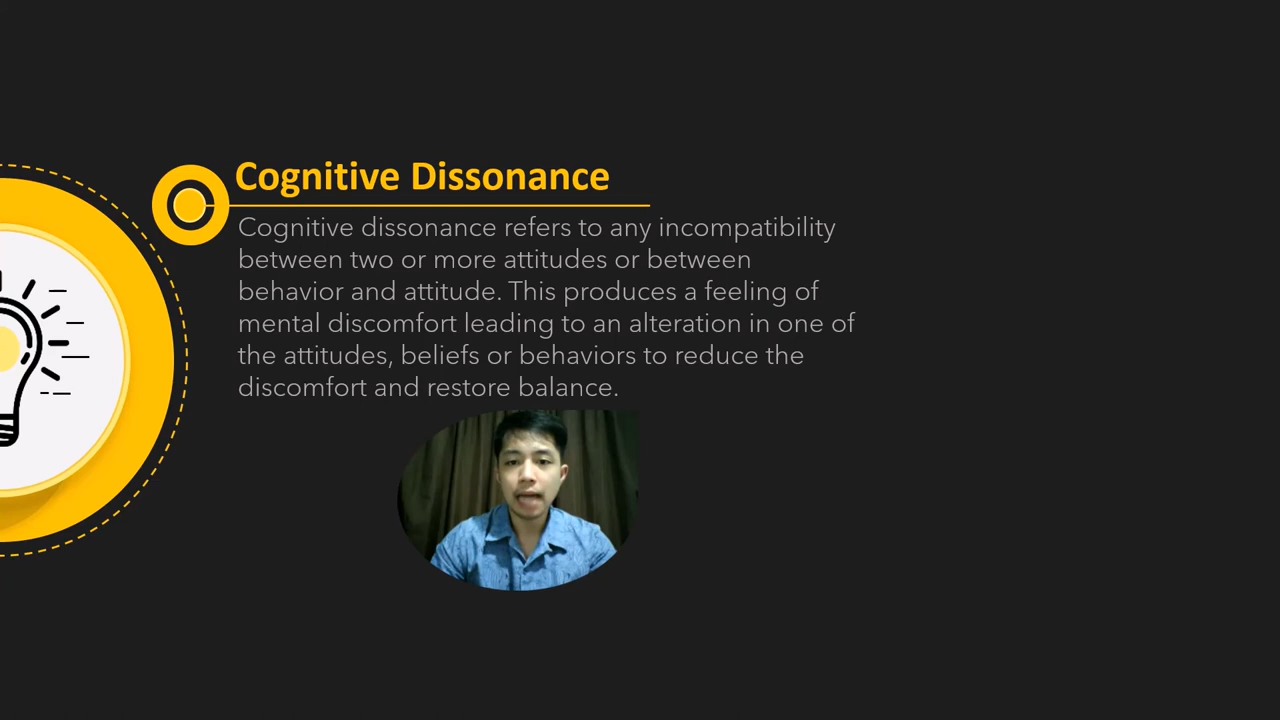 Cognitive Dissonance
Cognitive dissonance refers to any incompatibility
between two or more attitudes or between
behavior and attitude. This produces a feeling of
mental discomfort leading to an alteration in one of
the attitudes, beliefs or behaviors to reduce the
discomfort and restore balance.